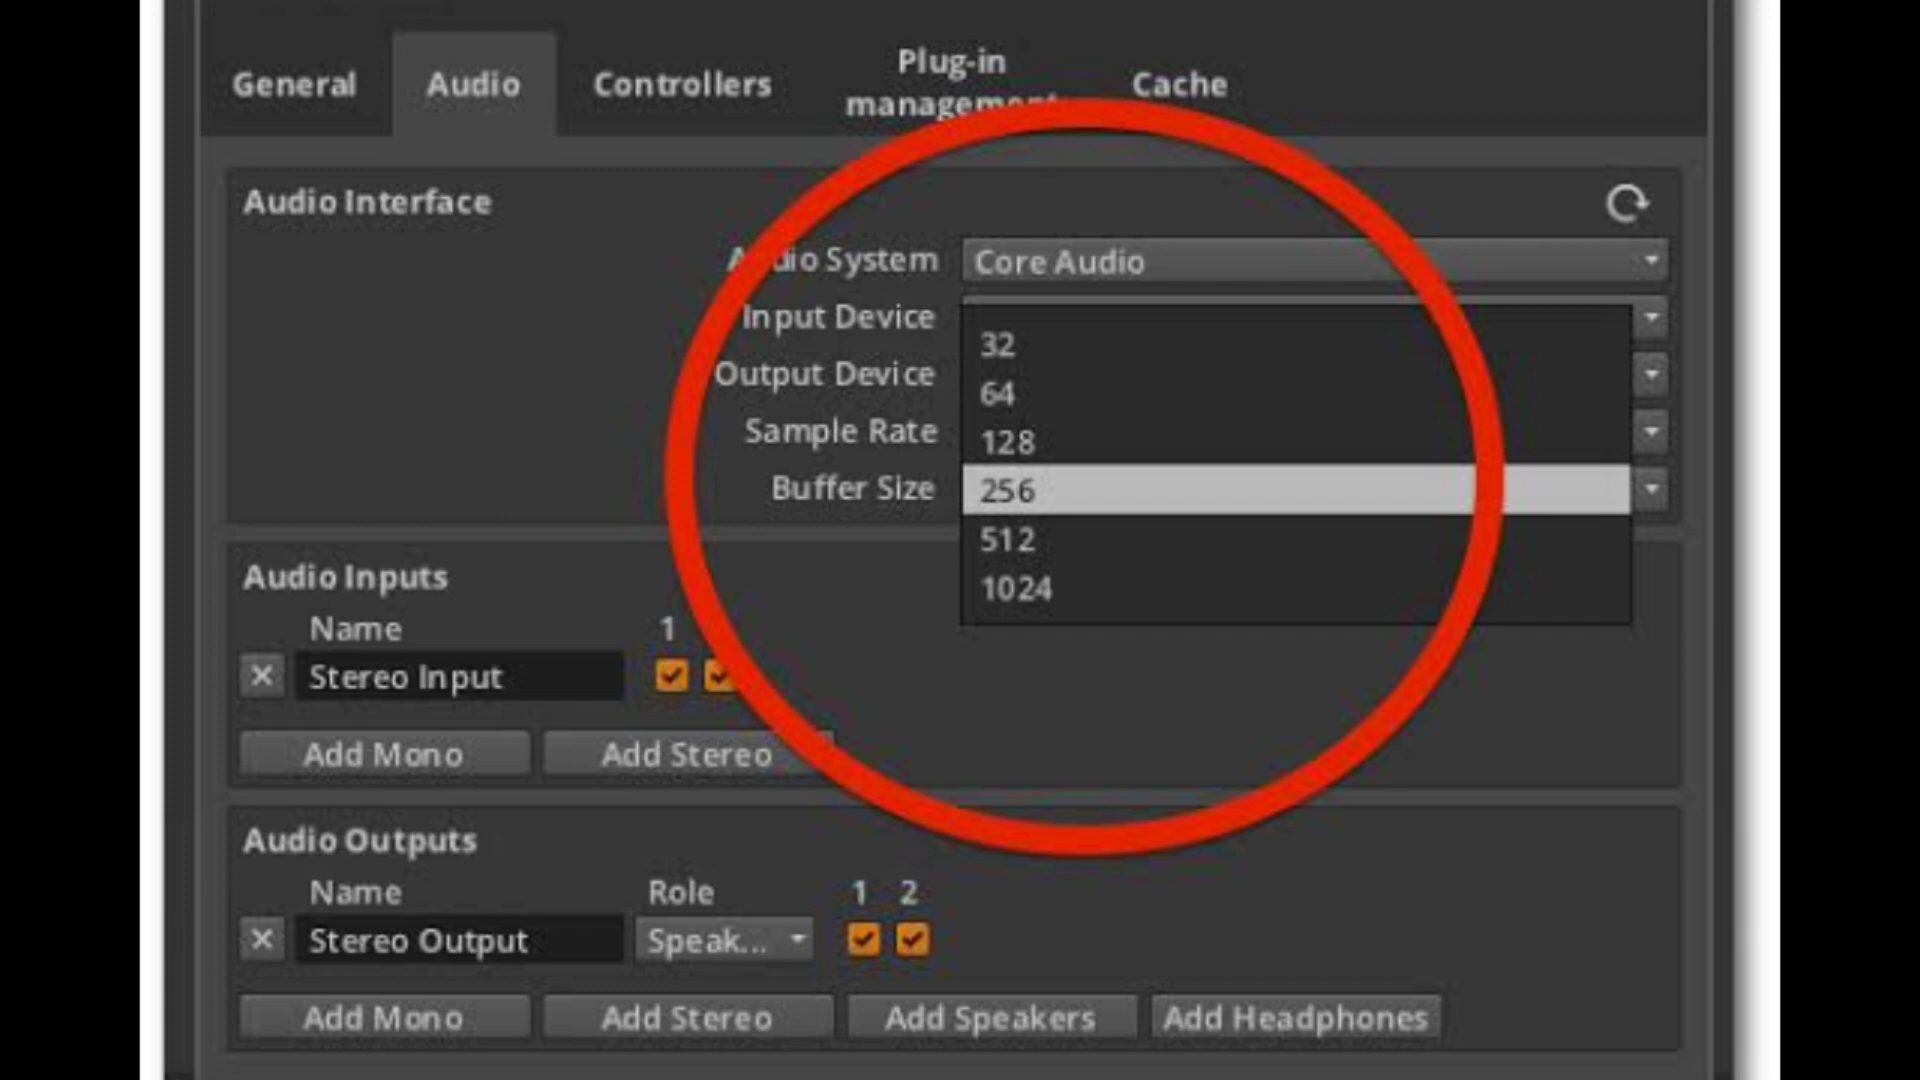 General
Audio
Controllers
Plug-in
management
Cache
Audio Interface
Audio System
Core Audio
Input Device
Output Device
Sample Rate
Buffer Size
32
64
128
256
512
1024
Audio Inputs
Name
1
Stereo Input
Add Mono
Add Stereo
Audio Outputs
Name
Role
1
2
Stereo Output
Speak...
Add Mono
Add Stereo
Add Speakers
Add Headphones